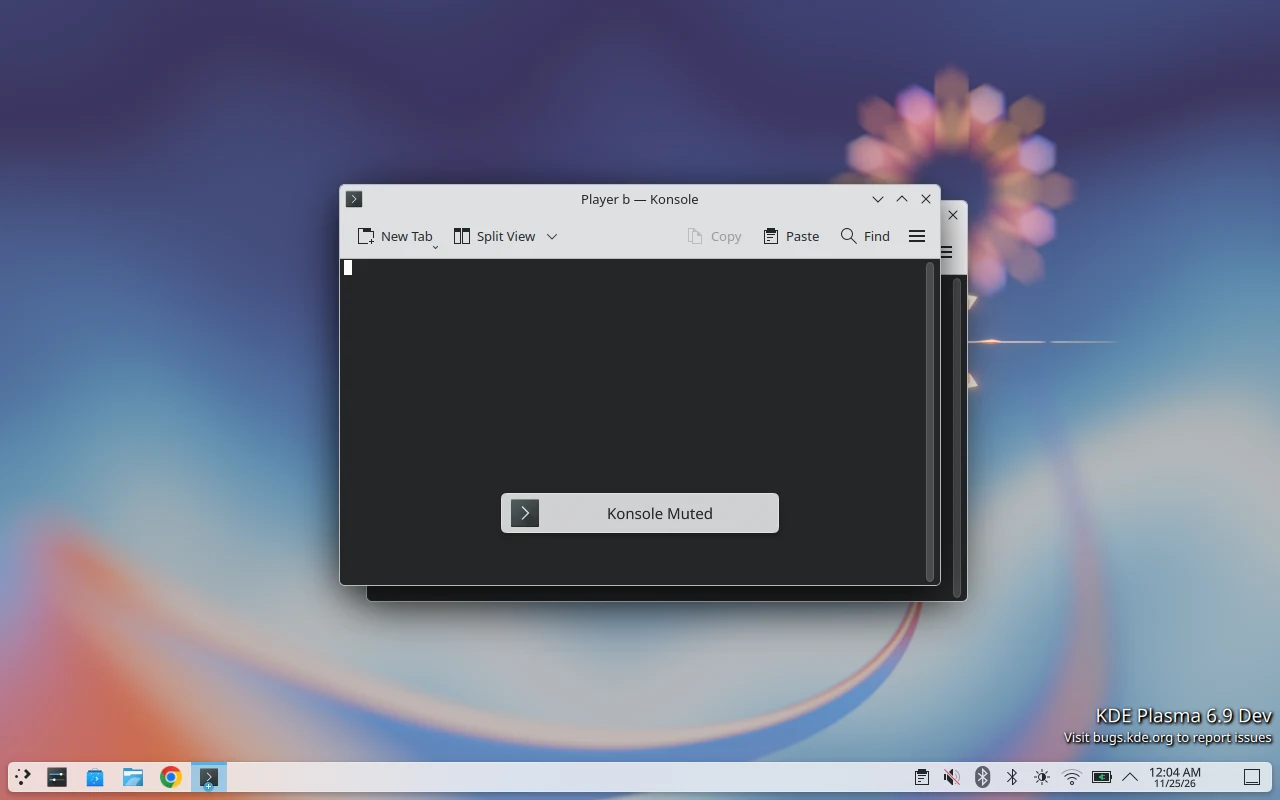 Player b — Konsole
New Tab
Split View
Copy
Paste
Find
Konsole Muted
KDE Plasma 6.9 Dev
Visit bugs.kde.org to report issues
12:04 AM
11/25/26